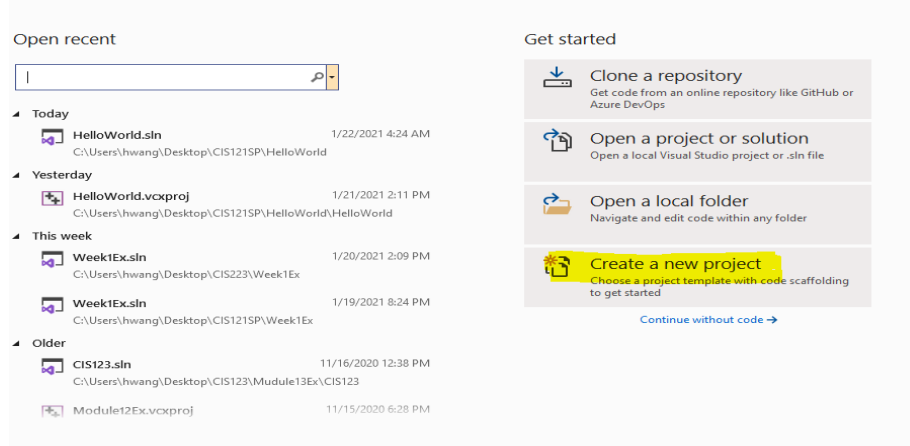 Open recent
Today
HelloWorld.sln 1/22/2021 4:24 AM
C:\Users\hwang\Desktop\CIS121SP\HelloWorld
Yesterday
HelloWorld.vcxproj 1/21/2021 2:11 PM
C:\Users\hwang\Desktop\CIS121SP\HelloWorld\HelloWorld
This week
Week1Ex.sln 1/20/2021 2:09 PM
C:\Users\hwang\Desktop\CIS223\Week1Ex
Week1Ex.sln 1/19/2021 8:24 PM
C:\Users\hwang\Desktop\CIS121SP\Week1Ex
Older
CIS123.sln 11/16/2020 12:38 PM
C:\Users\hwang\Desktop\CIS123\Mudule13Ex\CIS123
Module12Ex.vcxproj 11/15/2020 6:28 PM
Get started
Clone a repository
Get code from an online repository like GitHub or
Azure DevOps
Open a project or solution
Open a local Visual Studio project or .sln file
Open a local folder
Navigate and edit code within any folder
Create a new project
Choose a project template with code scaffolding
to get started
Continue without code →